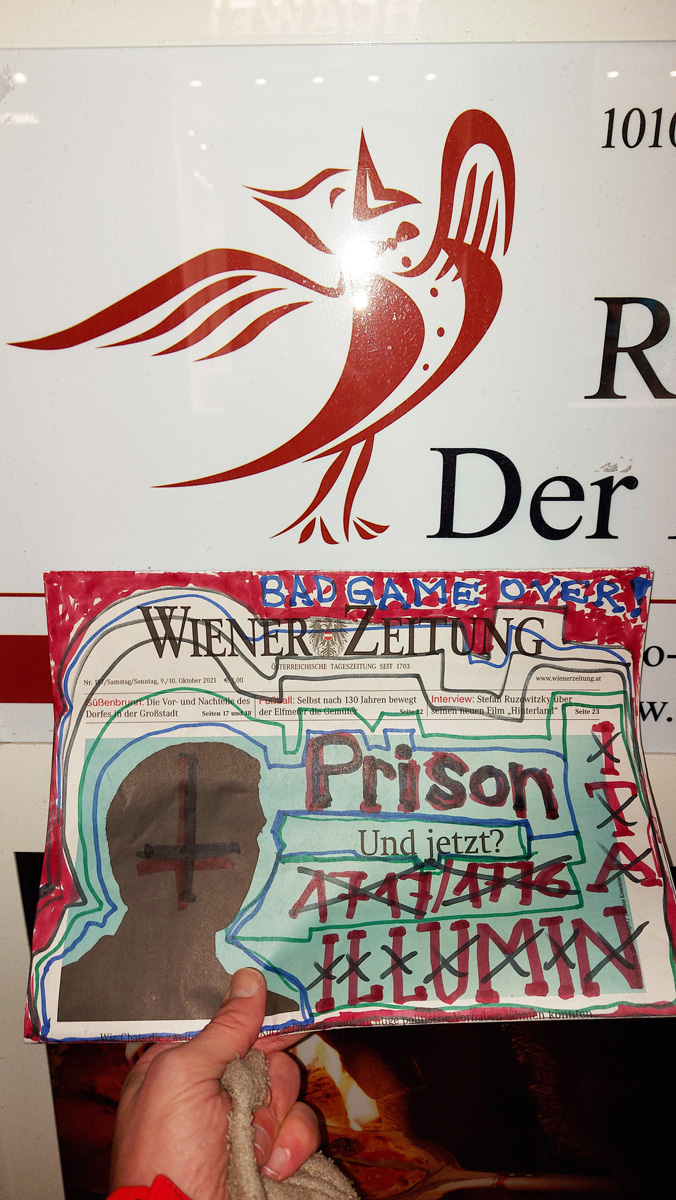 1010
R
Der
BAD GAME OVER!
WIENER ZEITUNG
ÖSTERREICHISCHE TAGESZEITUNG SEIT 1703
Samstag/Sonntag, 9./10. Oktober 2021
www.wienerzeitung.at
Süßenbrunn: Die Vor- und Nachteile des
Dorfes in der Großstadt Seiten 17 und 18
Fußball: Selbst nach 130 Jahren bewegt
der Elfmeter die Gemüter Seite 22
Interview: Stefan Ruzowitzky über
seinen neuen Film „Hinterland“ Seite 23
Prison
Und jetzt?
1717/1776
ILLUMIN
ITA
o-
w.